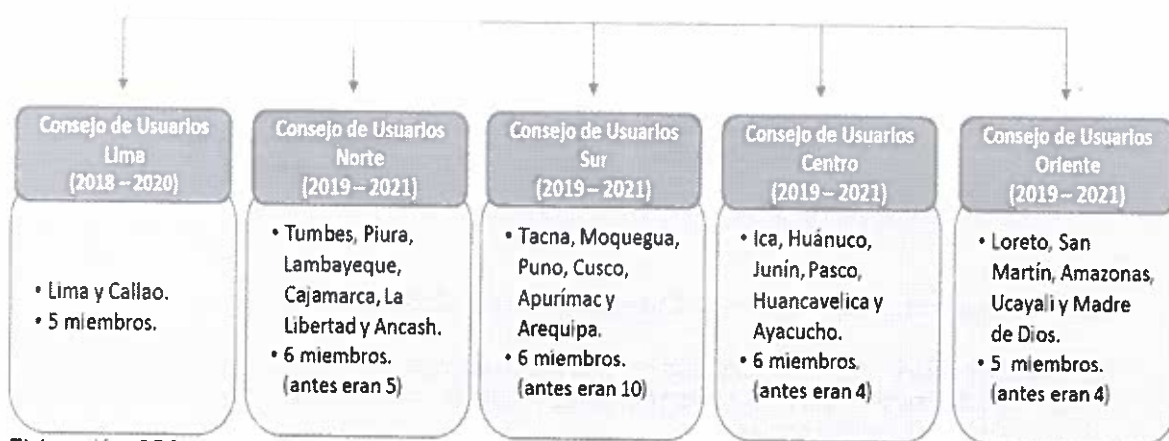 Consejo de Usuarios
Lima
(2018 – 2020)
• Lima y Callao.
• 5 miembros.
Consejo de Usuarios
Norte
(2019 – 2021)
• Tumbes, Piura,
Lambayeque,
Cajamarca, La
Libertad y Ancash.
• 6 miembros.
(antes eran 5)
Consejo de Usuarios
Sur
(2019 – 2021)
• Tacna, Moquegua,
Puno, Cusco,
Apurímac y
Arequipa.
• 6 miembros.
(antes eran 10)
Consejo de Usuarios
Centro
(2019 – 2021)
• Ica, Huánuco,
Junín, Pasco,
Huancavelica y
Ayacucho.
• 6 miembros.
(antes eran 4)
Consejo de Usuarios
Oriente
(2019 – 2021)
• Loreto, San
Martín, Amazonas,
Ucayali y Madre
de Dios.
• 5 miembros.
(antes eran 4)